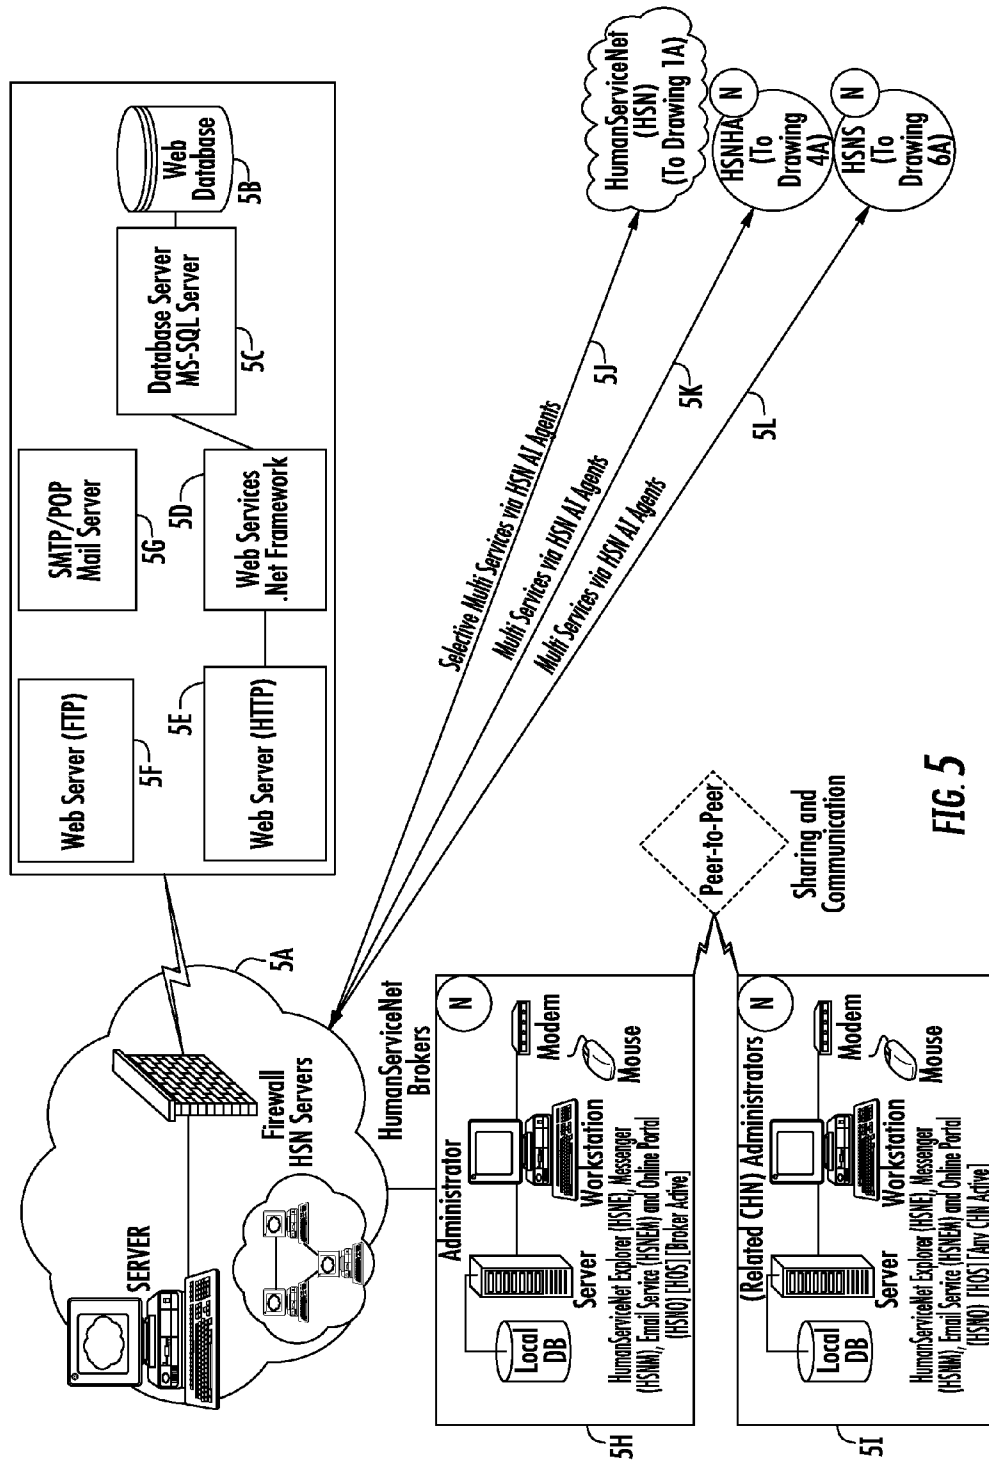 SERVER
Firewall
HSN Servers
5A
Web Server (FTP)
5F
Web Server (HTTP)
5E
SMTP/POP
Mail Server
5G
Web Services
.Net Framework
5D
Database Server
MS-SQL Server
5C
Web
Database
5B
HumanServiceNet
Brokers
Selective Multi Services via HSN AI Agents
5J
Multi Services via HSN AI Agents
5K
Multi Services via HSN AI Agents
5L
HumanServiceNet
(HSN)
(To Drawing 1A)
HSNHA
(To
Drawing
4A)
N
HSNS
(To
Drawing
6A)
N
Administrator
N
Local
DB
Server
Workstation
Modem
Mouse
HumanServiceNet Explorer (HSNE), Messenger
(HSNM), Email Service (HSNEM) and Online Portal
(HSNO) [HOS] [Broker Active]
5H
Peer-to-Peer
Sharing and
Communication
(Related CHN) Administrators
N
Local
DB
Server
Workstation
Modem
Mouse
HumanServiceNet Explorer (HSNE), Messenger
(HSNM), Email Service (HSNEM) and Online Portal
(HSNO) [HOS] [Any CHN Active]
5I
FIG. 5